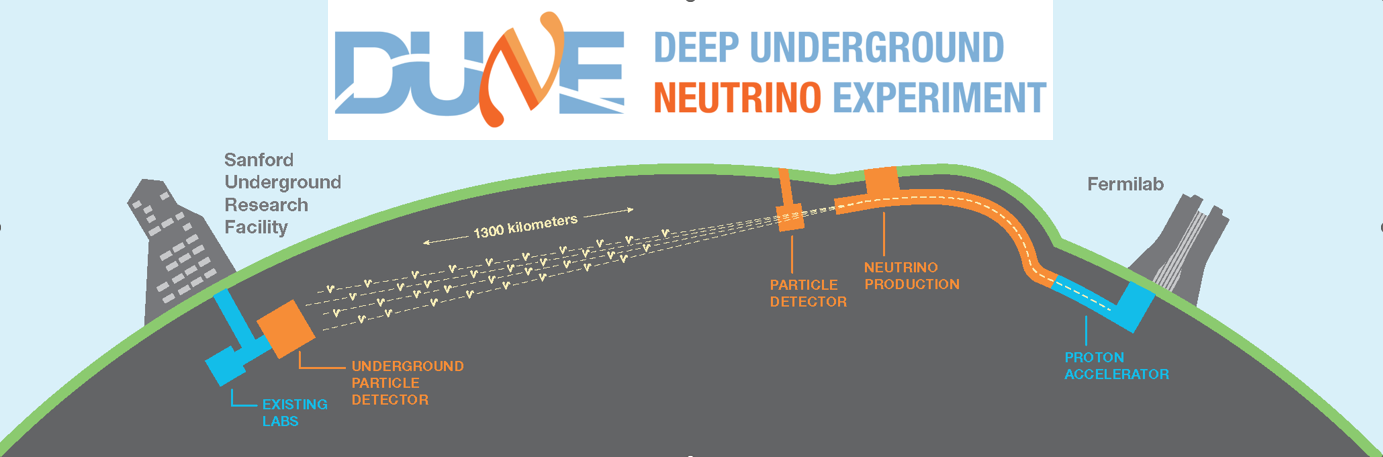 DUNE
DEEP UNDERGROUND
NEUTRINO EXPERIMENT
Sanford
Underground
Research
Facility
Fermilab
1300 kilometers
PARTICLE
DETECTOR
NEUTRINO
PRODUCTION
PROTON
ACCELERATOR
UNDERGROUND
PARTICLE
DETECTOR
EXISTING
LABS